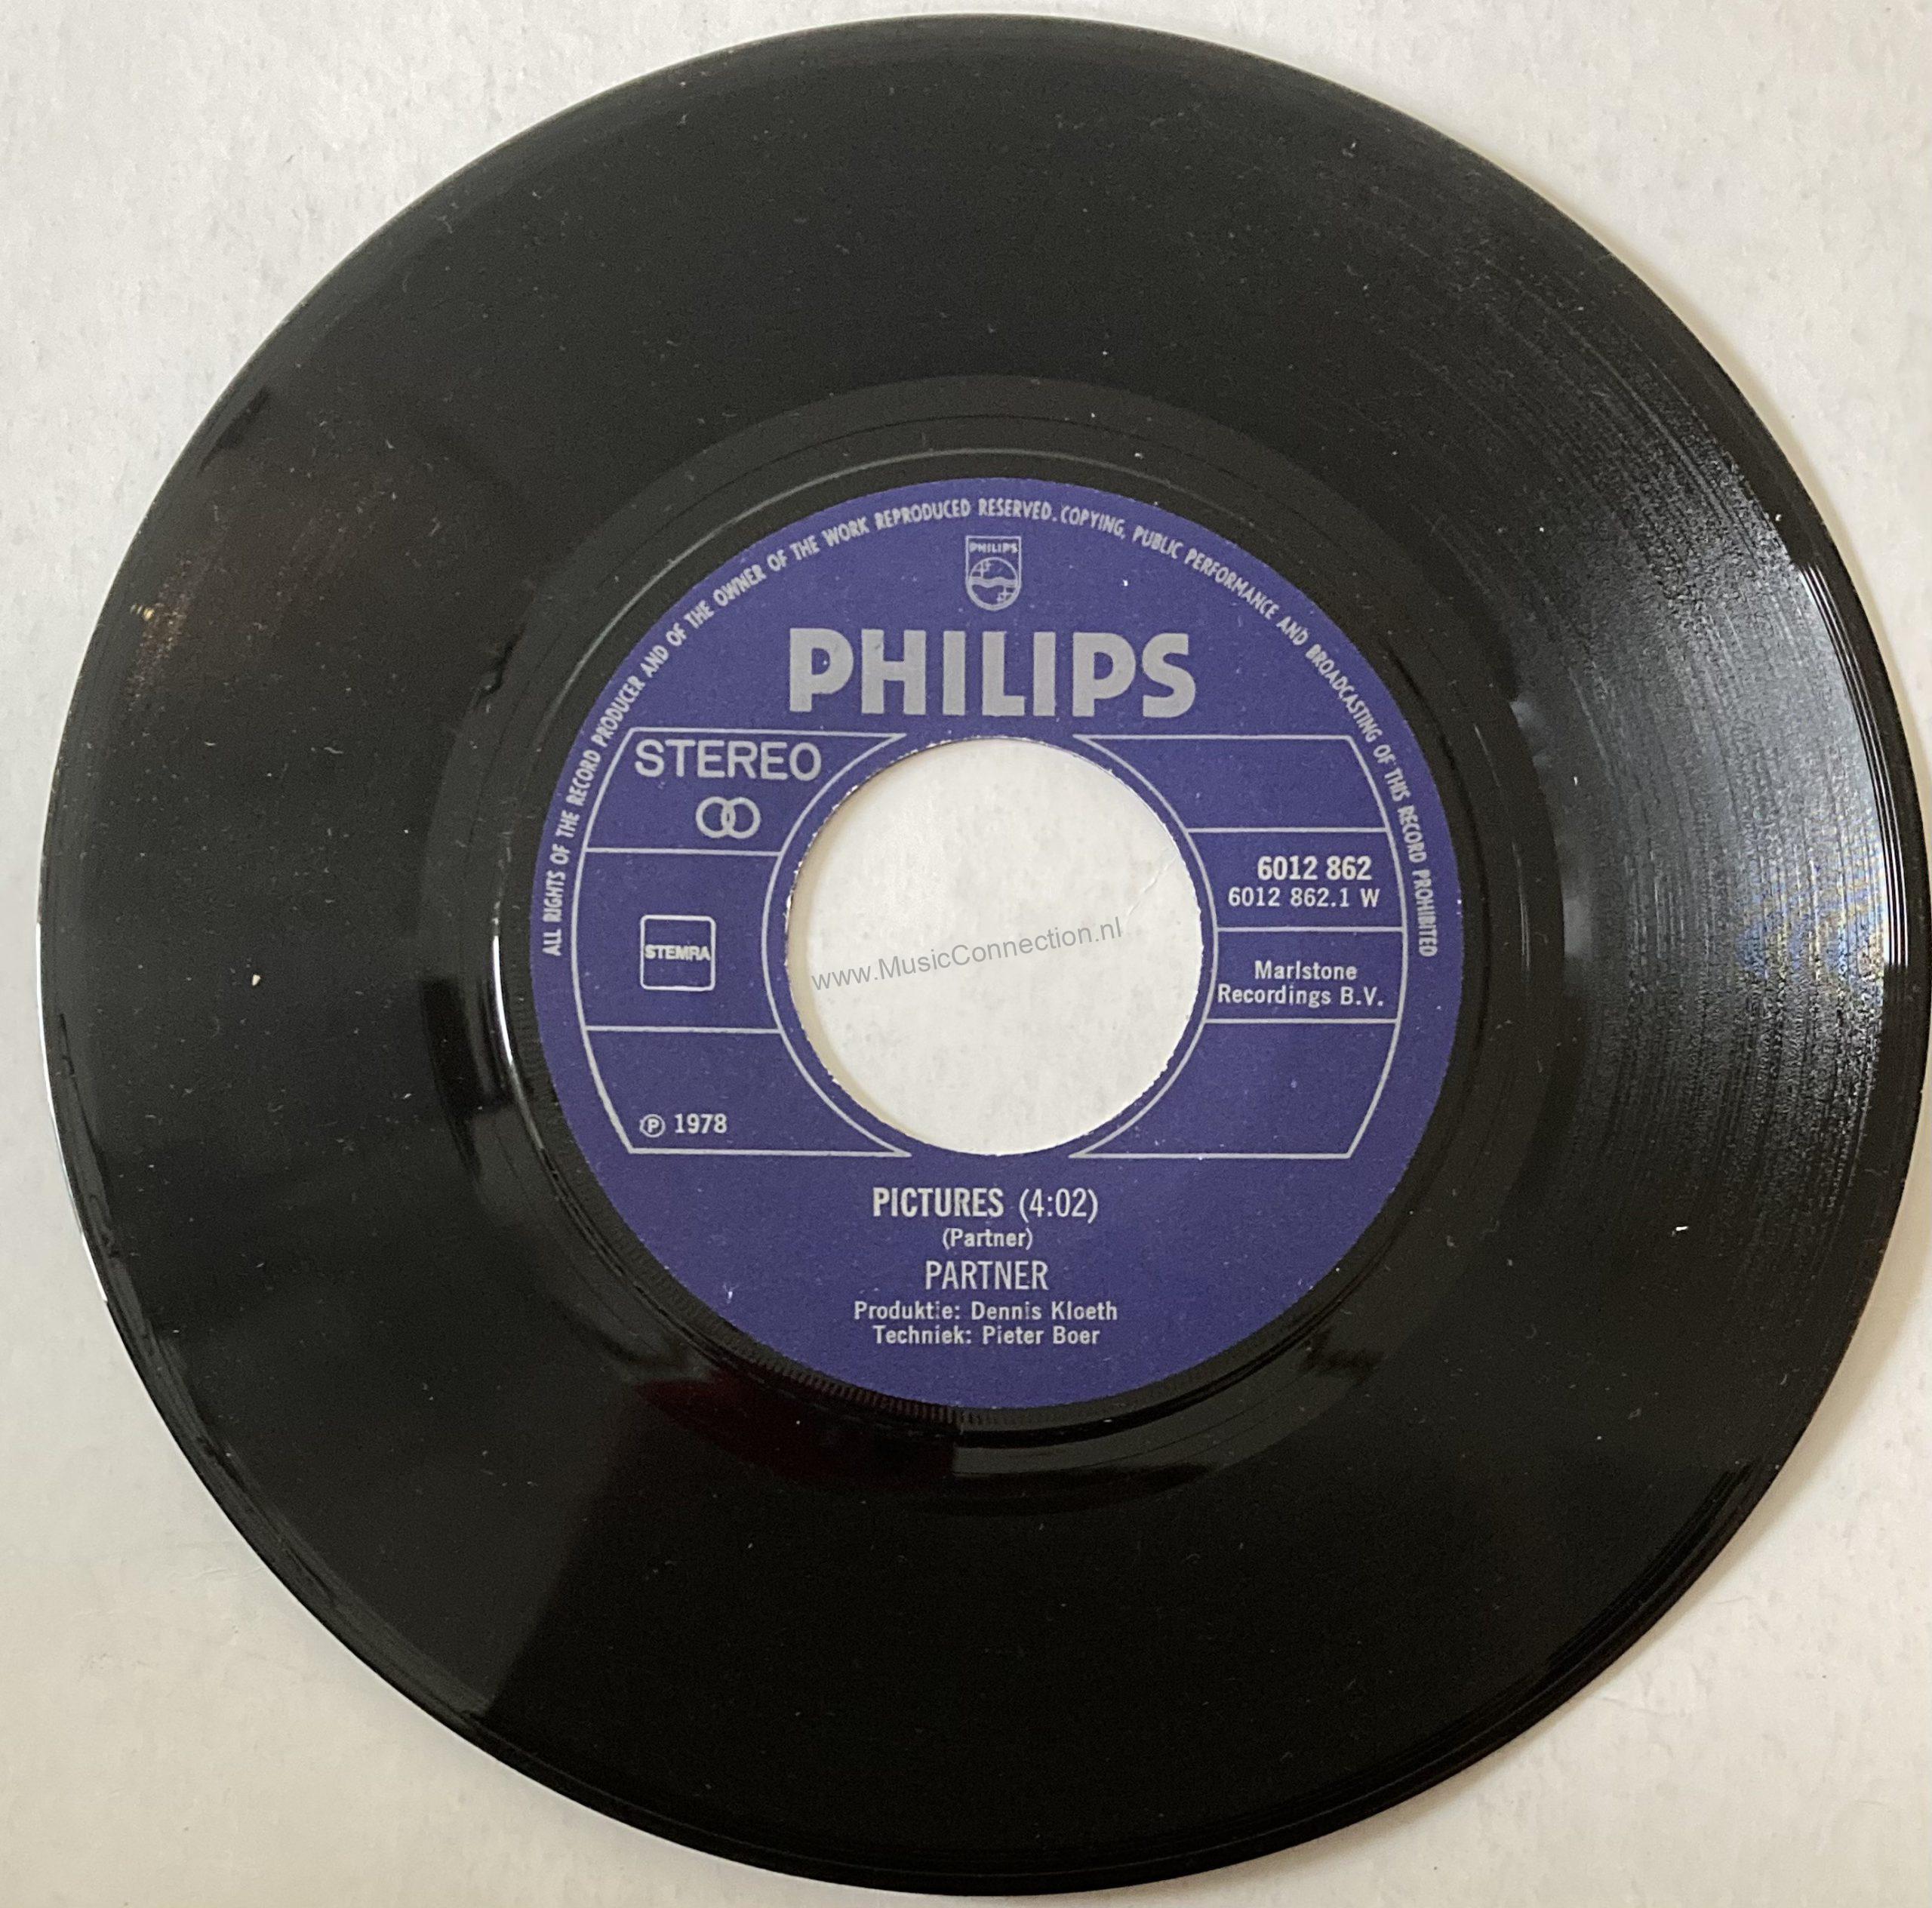 ALL RIGHTS OF THE RECORD PRODUCER AND OF THE OWNER OF THE WORK REPRODUCED RESERVED. COPYING, PUBLIC PERFORMANCE AND BROADCASTING OF THIS RECORD PROHIBITED
PHILIPS
PHILIPS
STEREO
6012 862
6012 862.1 W
STEMRA
Marlstone
Recordings B.V.
www.MusicConnection.nl
℗ 1978
PICTURES (4:02)
(Partner)
PARTNER
Produktie: Dennis Kloeth
Techniek: Pieter Boer